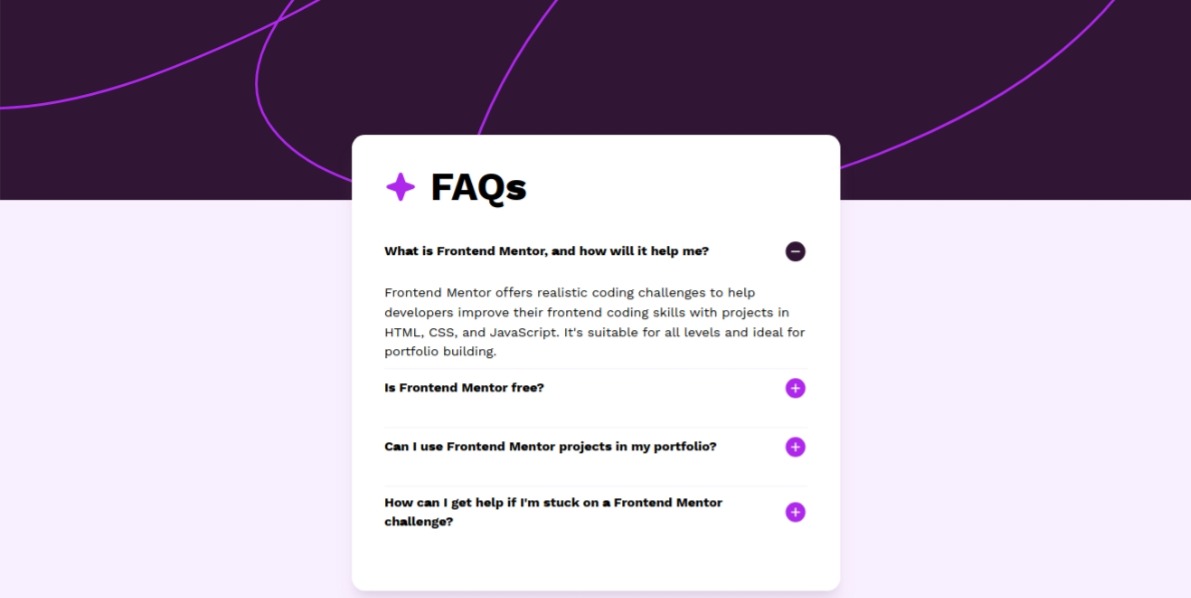 FAQs
What is Frontend Mentor, and how will it help me?
Frontend Mentor offers realistic coding challenges to help
developers improve their frontend coding skills with projects in
HTML, CSS, and JavaScript. It's suitable for all levels and ideal for
portfolio building.
Is Frontend Mentor free?
Can I use Frontend Mentor projects in my portfolio?
How can I get help if I'm stuck on a Frontend Mentor
challenge?